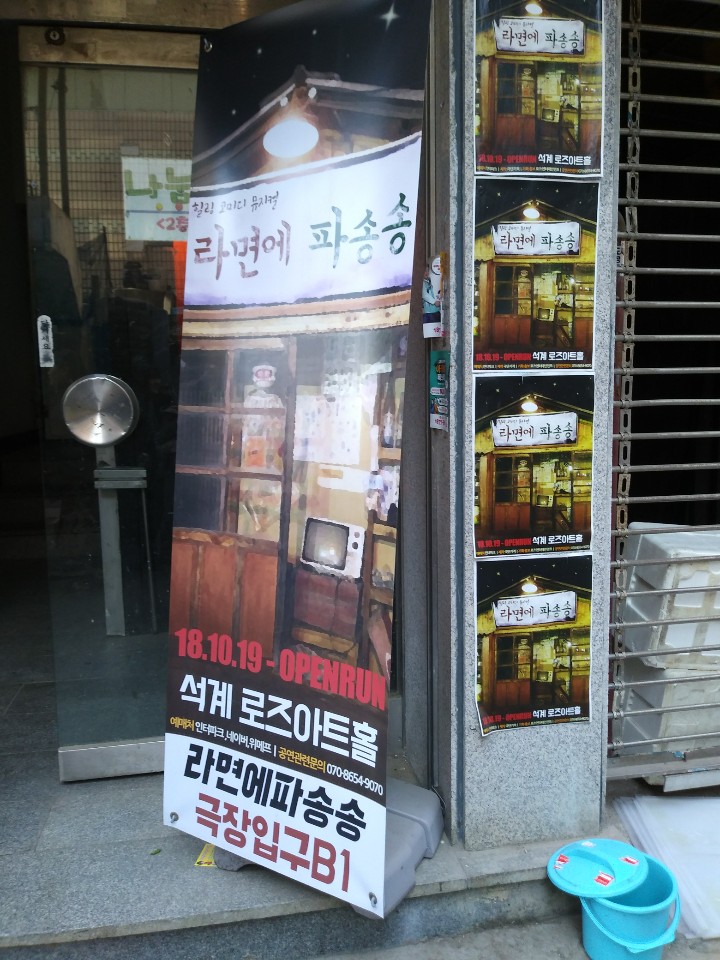 힐링 코미디 뮤지컬
라면에 파송송
18.10.19 - OPENRUN
석계 로즈아트홀
예매처 인터파크,네이버,위메프 | 공연관련문의 070-8654-9070
라면에파송송
극장입구B1
<2층
라면에 파송송
18.10.19 - OPENRUN 석계 로즈아트홀
라면에 파송송
18.10.19 - OPENRUN 석계 로즈아트홀
라면에 파송송
18.10.19 - OPENRUN 석계 로즈아트홀
라면에 파송송
18.10.19 - OPENRUN 석계 로즈아트홀